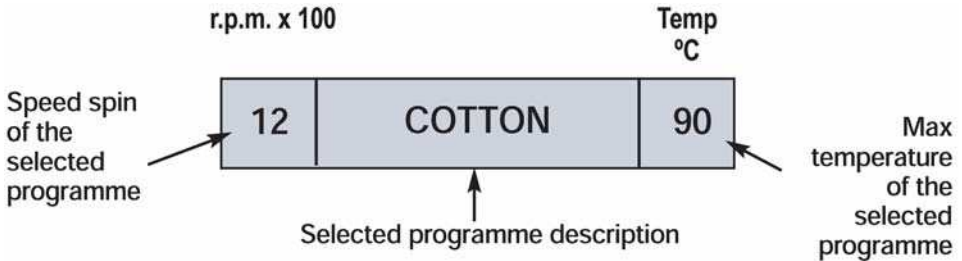 r.p.m. x 100
Temp
ºC
Speed spin
of the
selected
programme
12
COTTON
90
Max
temperature
of the
selected
programme
Selected programme description